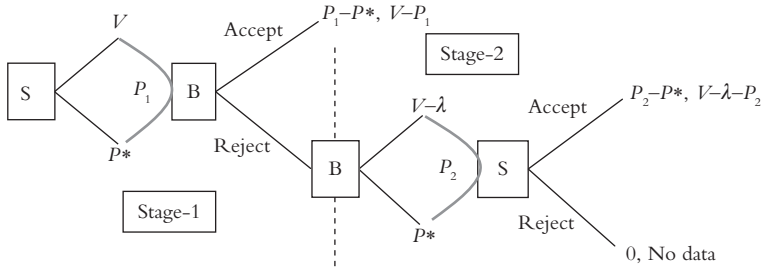 V
P₁–P*, V–P₁
Accept
Stage-2
S
P₁
B
V–λ
P₂–P*, V–λ–P₂
Accept
P*
Reject
B
P₂
S
Stage-1
P*
Reject
0, No data